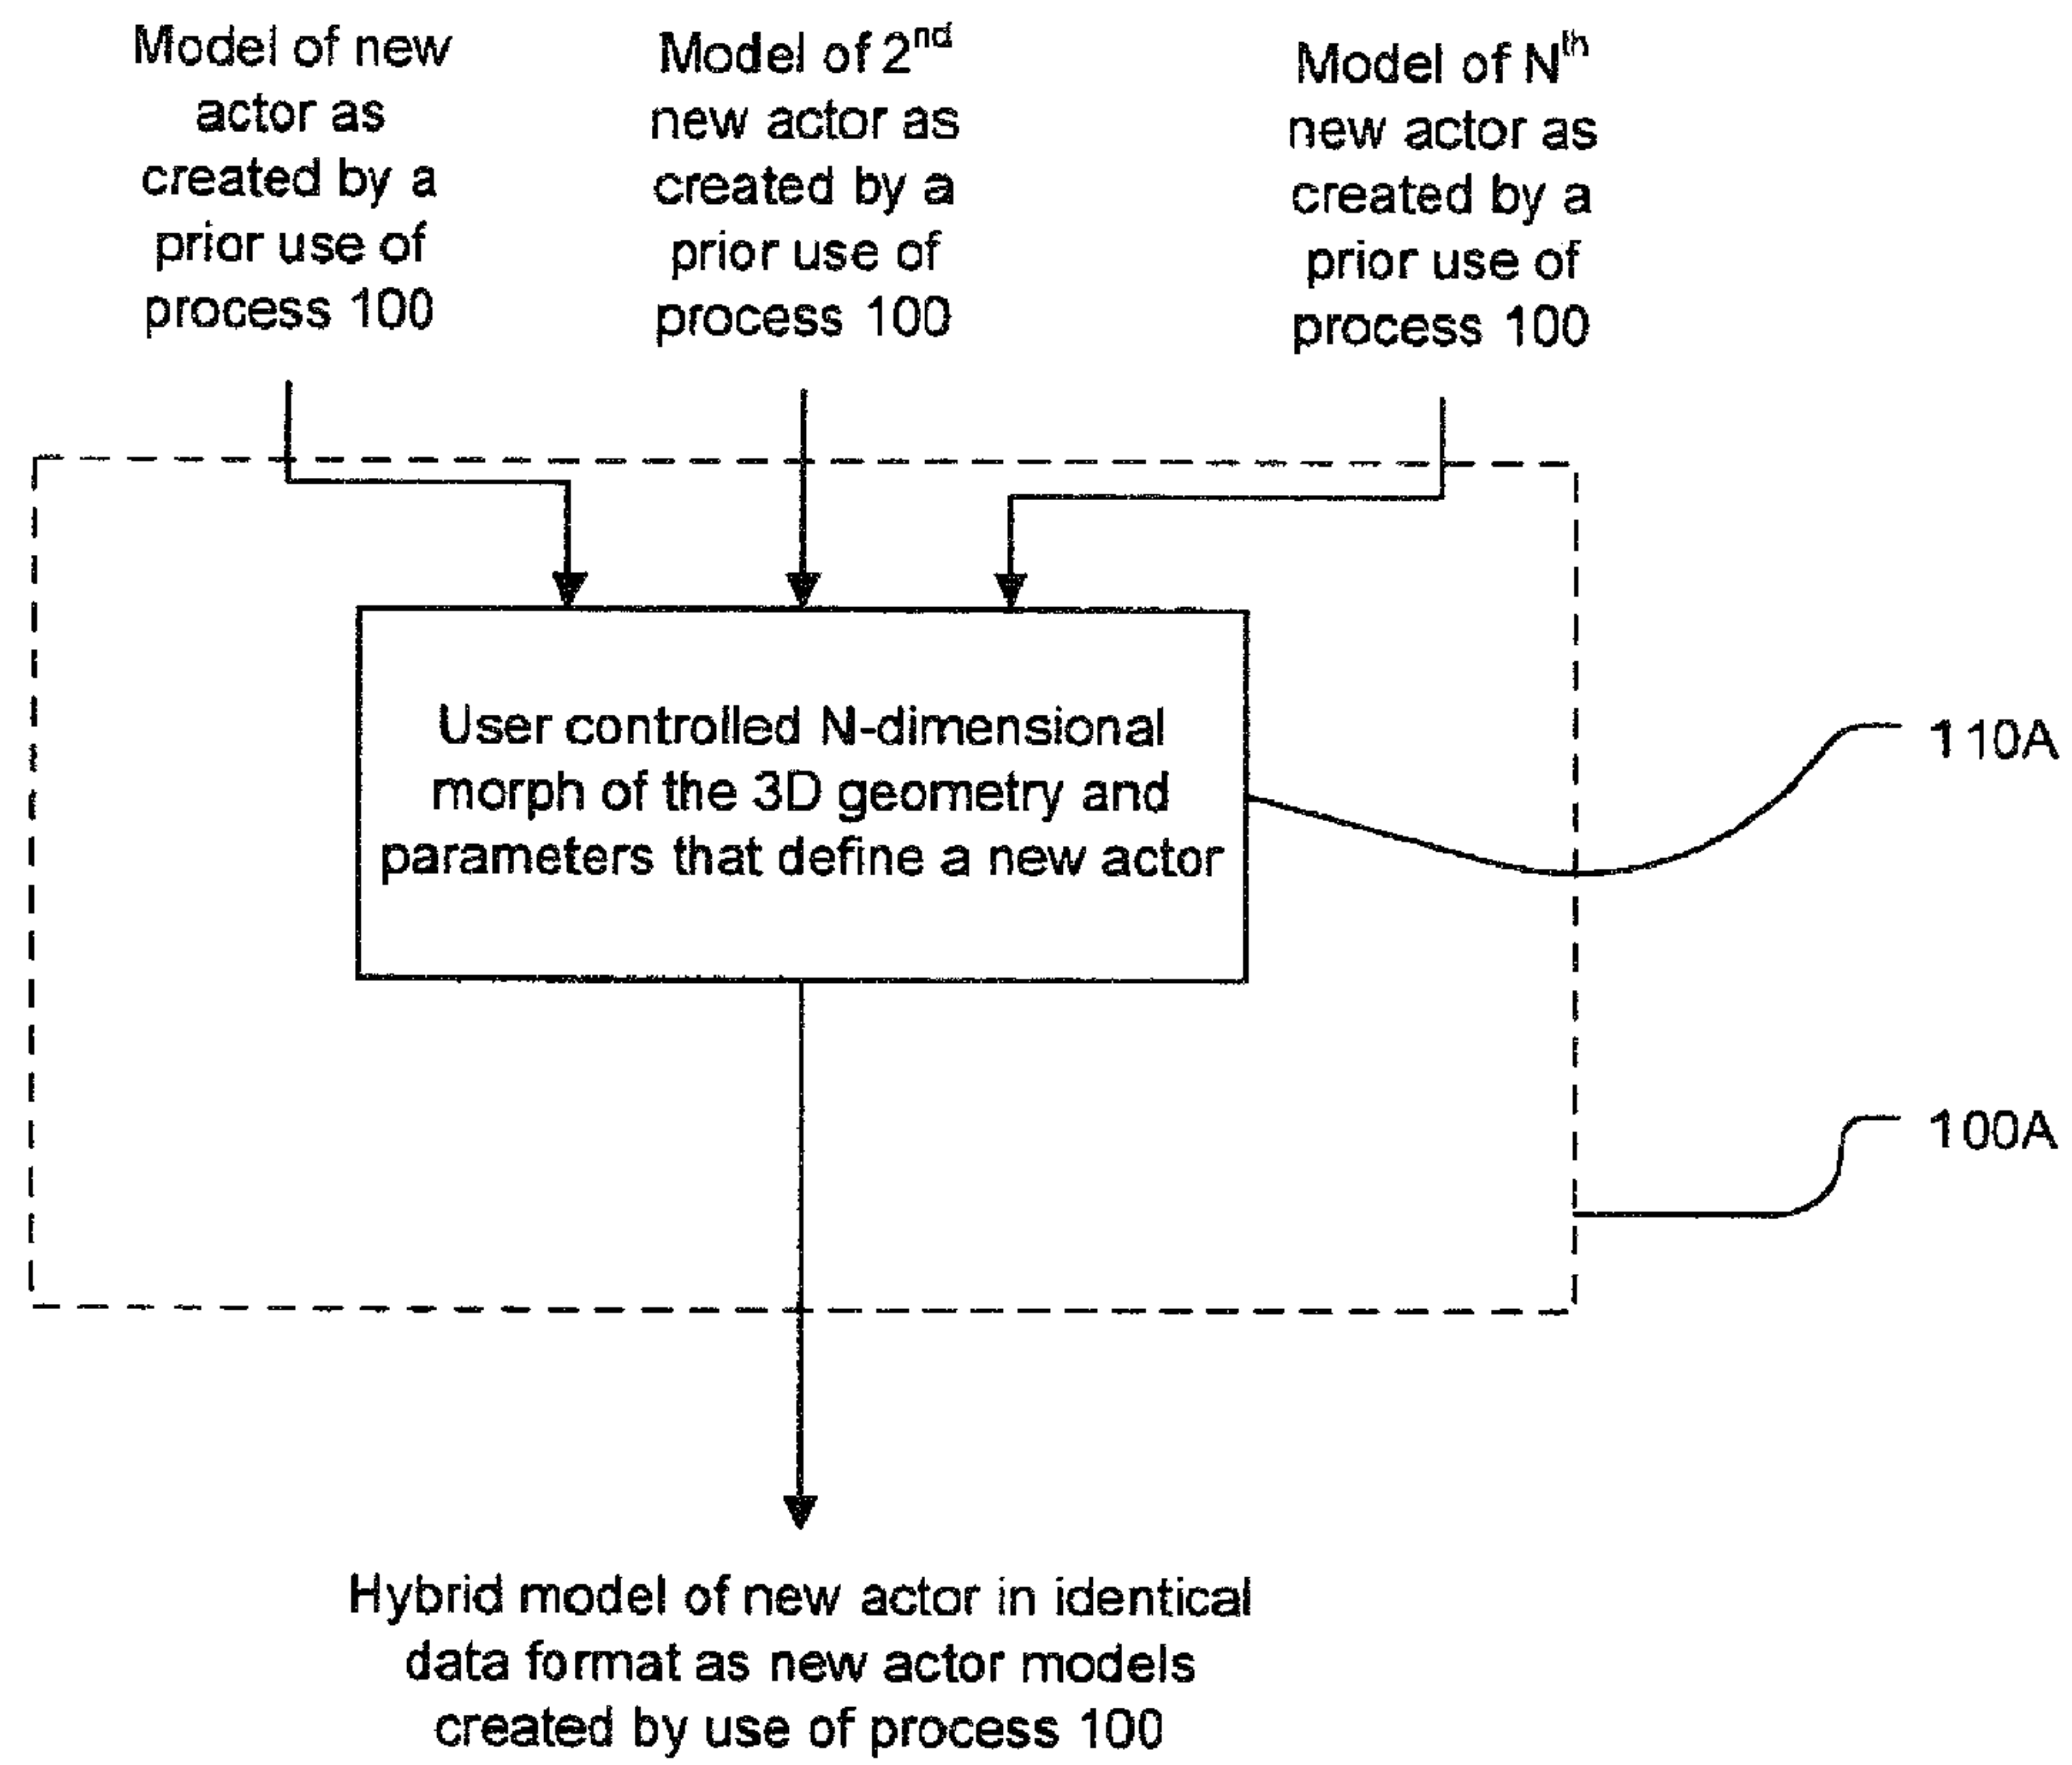 Model of new
actor as
created by a
prior use of
process 100
Model of 2nd
new actor as
created by a
prior use of
process 100
Model of Nth
new actor as
created by a
prior use of
process 100
User controlled N-dimensional
morph of the 3D geometry and
parameters that define a new actor
110A
100A
Hybrid model of new actor in identical
data format as new actor models
created by use of process 100